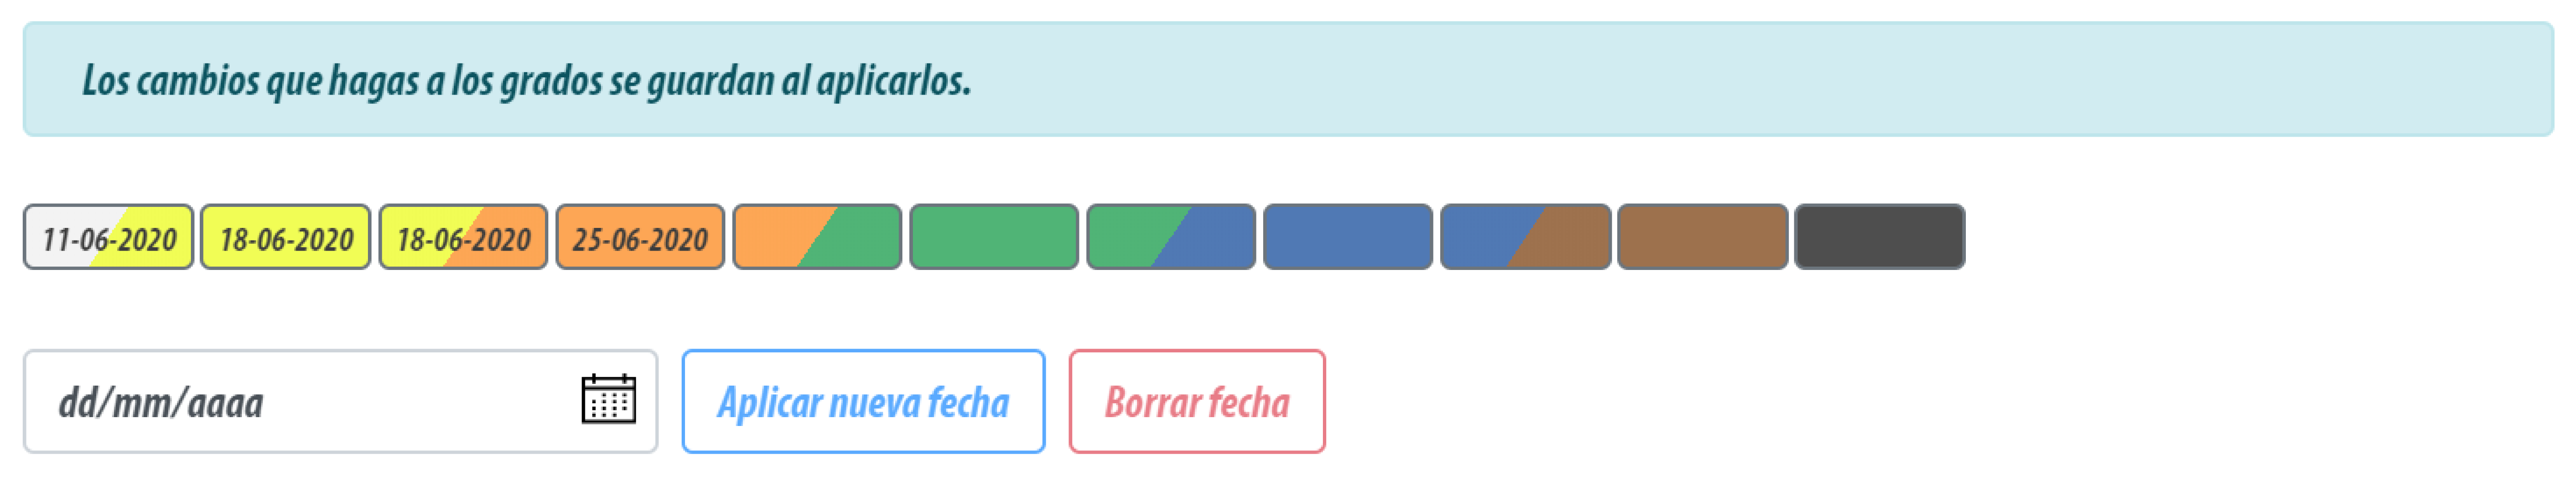 Los cambios que hagas a los grados se guardan al aplicarlos.
11-06-2020 18-06-2020 18-06-2020 25-06-2020
dd/mm/aaaa Aplicar nueva fecha Borrar fecha